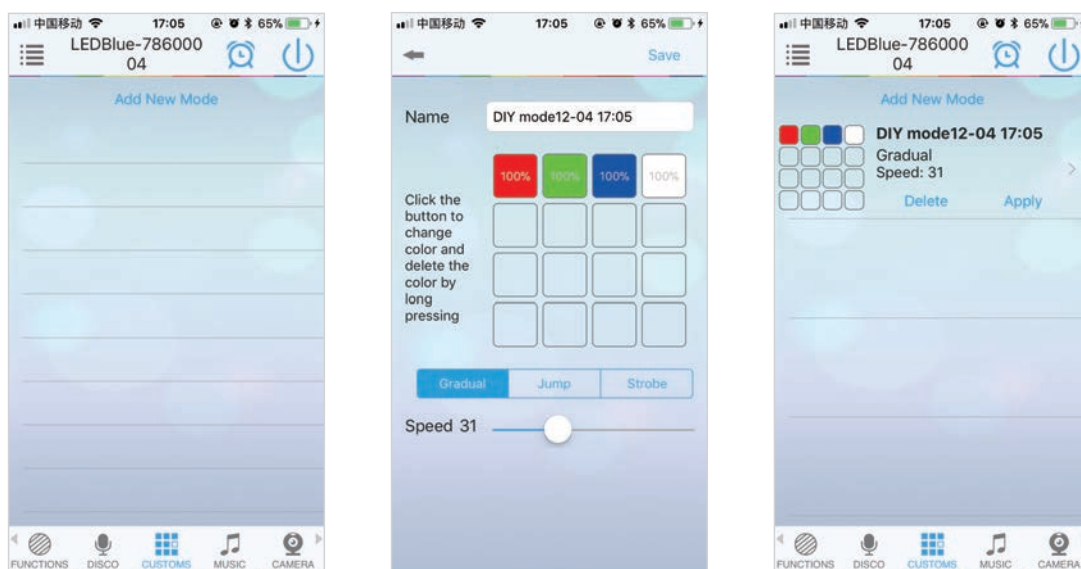 中国移动 17:05 65%
LEDBlue-786000
04
Add New Mode
FUNCTIONS DISCO CUSTOMS MUSIC CAMERA
中国移动 17:05 65%
Save
Name DIY mode12-04 17:05
100% 100% 100% 100%
Click the
button to
change
color and
delete the
color by
long
pressing
Gradual Jump Strobe
Speed 31
中国移动 17:05 65%
LEDBlue-786000
04
Add New Mode
DIY mode12-04 17:05
Gradual
Speed: 31
Delete Apply
FUNCTIONS DISCO CUSTOMS MUSIC CAMERA